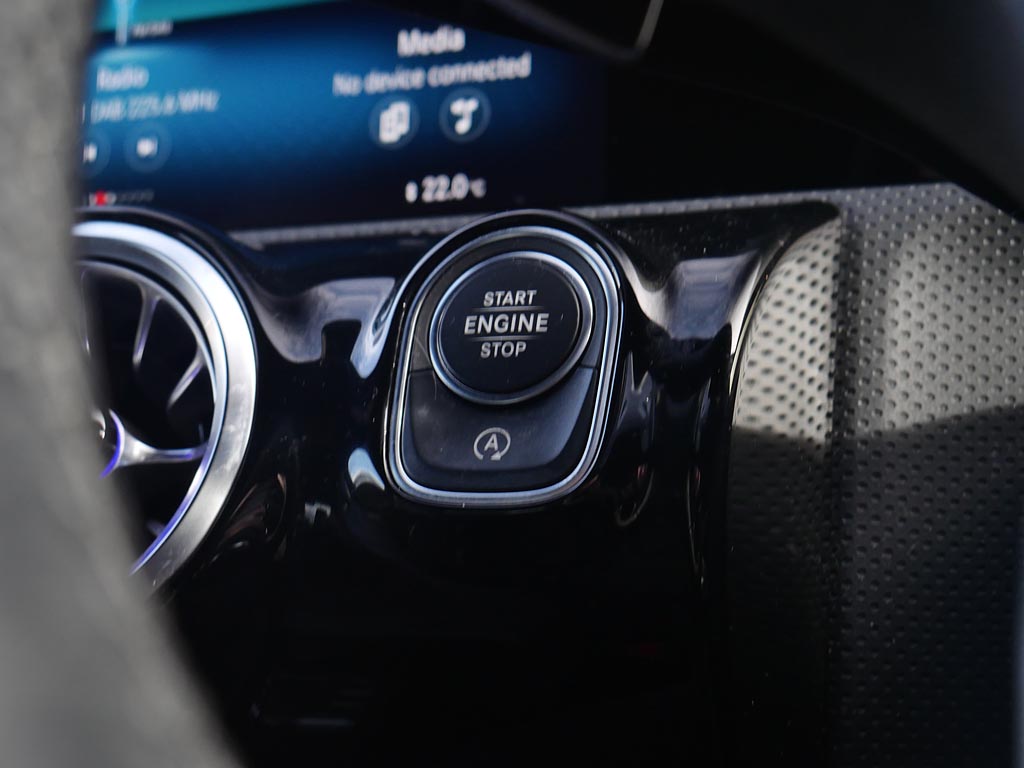 Media
No device connected
Radio
22.0 °C
START
ENGINE
STOP
A